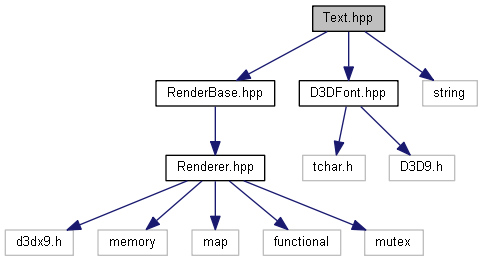 Text.hpp
RenderBase.hpp
D3DFont.hpp
string
Renderer.hpp
tchar.h
D3D9.h
d3dx9.h
memory
map
functional
mutex